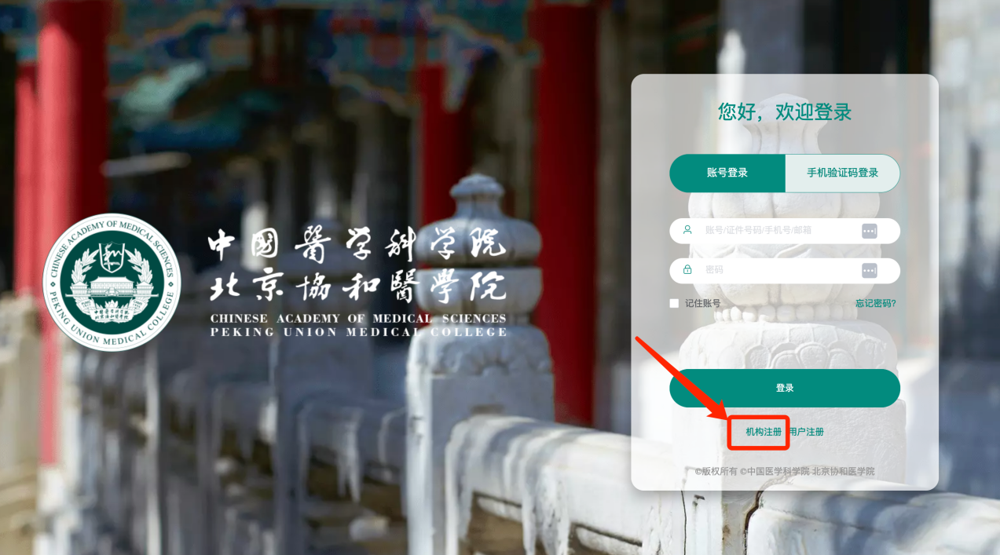 CHINESE ACADEMY OF MEDICAL SCIENCES
PEKING UNION MEDICAL COLLEGE
中國醫学科学院
北京協和醫學院
CHINESE ACADEMY OF MEDICAL SCIENCES
PEKING UNION MEDICAL COLLEGE
您好，欢迎登录
账号登录 手机验证码登录
账号/证件号码/手机号/邮箱
密码
记住账号 忘记密码?
登录
机构注册 用户注册
©版权所有 ©中国医学科学院 北京协和医学院